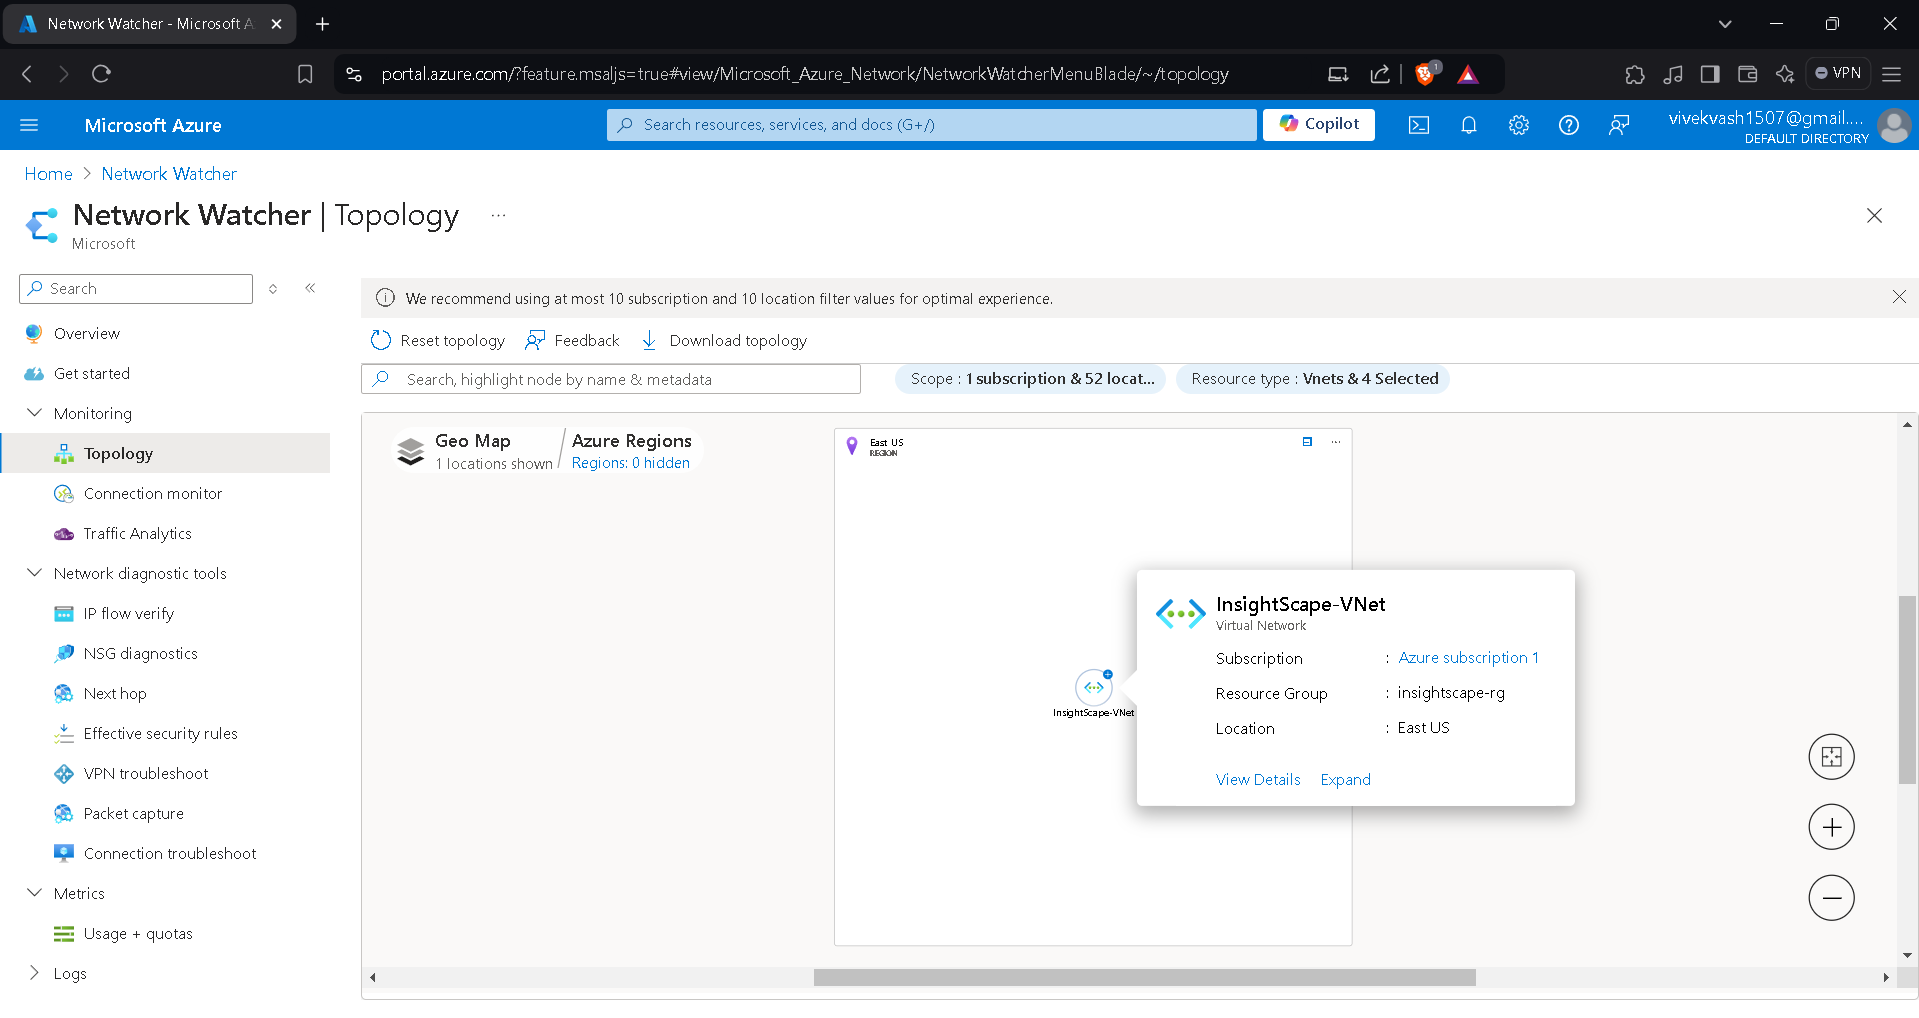 Network Watcher - Microsoft A
portal.azure.com/?feature.msaljs=true#view/Microsoft_Azure_Network/NetworkWatcherMenuBlade/~/topology
1
VPN
Microsoft Azure
Search resources, services, and docs (G+/)
Copilot
vivekvash1507@gmail....
DEFAULT DIRECTORY
Home > Network Watcher
Network Watcher | Topology ...
Microsoft
Search
Overview
Get started
Monitoring
Topology
Connection monitor
Traffic Analytics
Network diagnostic tools
IP flow verify
NSG diagnostics
Next hop
Effective security rules
VPN troubleshoot
Packet capture
Connection troubleshoot
Metrics
Usage + quotas
Logs
We recommend using at most 10 subscription and 10 location filter values for optimal experience.
Reset topology
Feedback
Download topology
Search, highlight node by name & metadata
Scope : 1 subscription & 52 locat...
Resource type : Vnets & 4 Selected
Geo Map
1 locations shown
Azure Regions
Regions: 0 hidden
East US
REGION
InsightScape-VNet
InsightScape-VNet
Virtual Network
Subscription : Azure subscription 1
Resource Group : insightscape-rg
Location : East US
View Details Expand